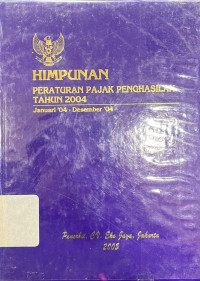 HIMPUNAN
PERATURAN PAJAK PENGHASILAN
TAHUN 2004
Januari '04 - Desember '04
Penerbit, CV. Eka Jaya, Jakarta
2005